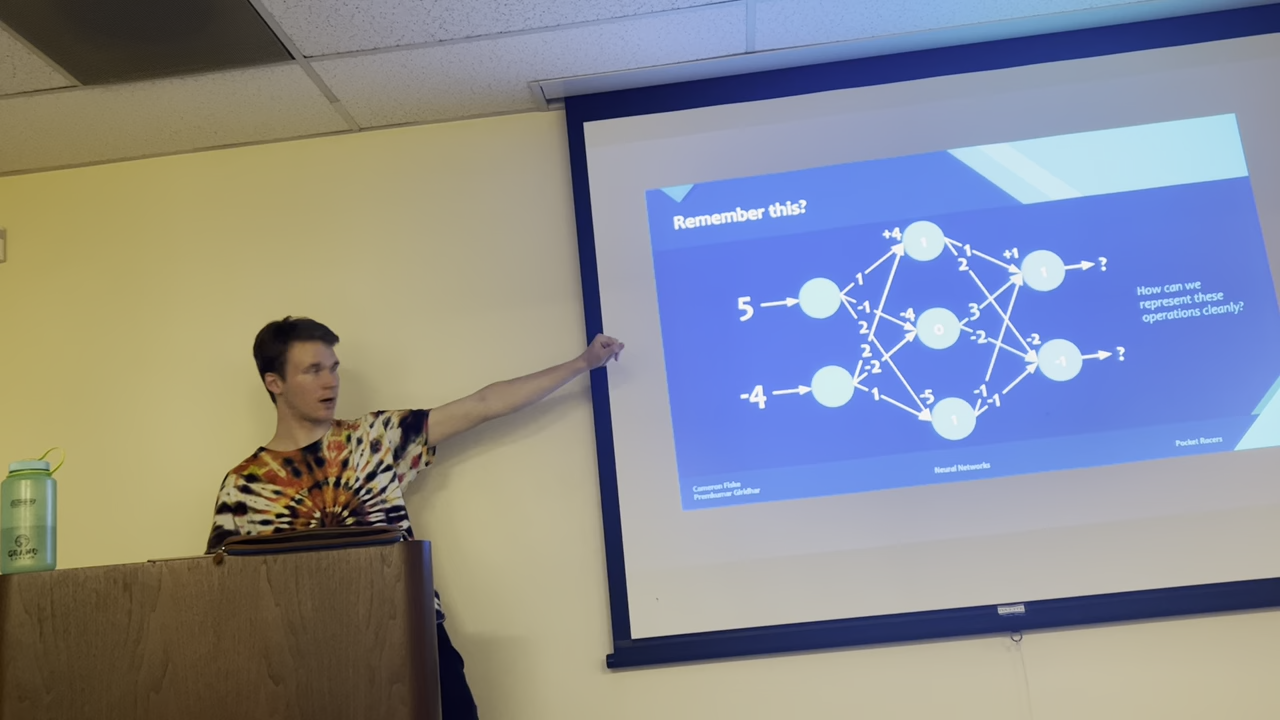 Remember this?
+4
1
1
+1
2
1
?
5
1
-1
-4
3
How can we
represent these
operations cleanly?
2
0
-2
-2
2
-1
?
-4
-2
1
-5
-1
-1
1
Pocket Racers
Neural Networks
Cameron Fiske
Premkumar Giridhar
GRAND